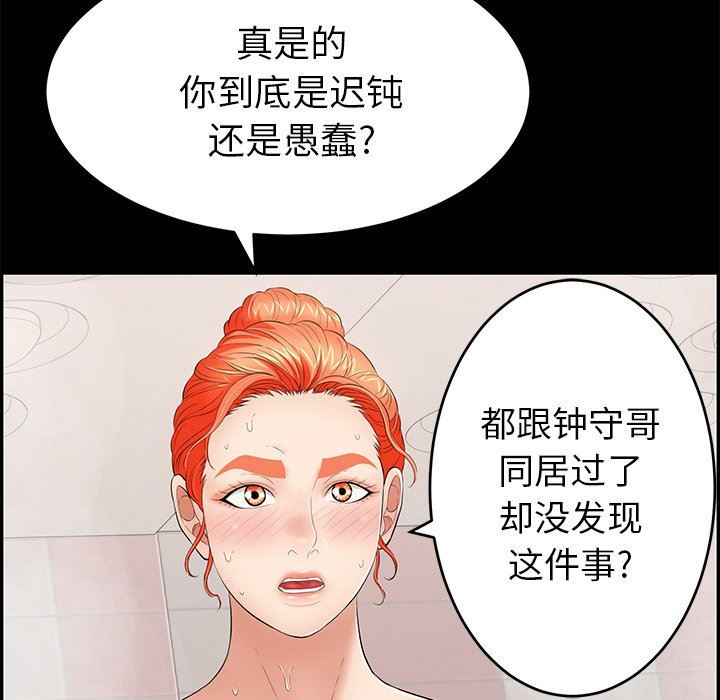 真是的
你到底是迟钝
还是愚蠢?
都跟钟守哥
同居过了
却没发现
这件事?